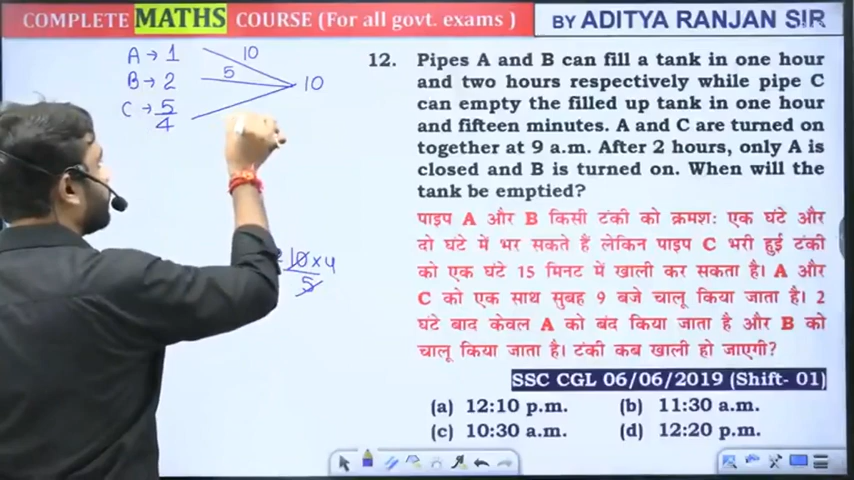 COMPLETE MATHS COURSE (For all govt. exams)
BY ADITYA RANJAN SIR
A → 1
B → 2
C → 5/4
10
5
10
10 × 4
5
12. Pipes A and B can fill a tank in one hour
and two hours respectively while pipe C
can empty the filled up tank in one hour
and fifteen minutes. A and C are turned on
together at 9 a.m. After 2 hours, only A is
closed and B is turned on. When will the
tank be emptied?
पाइप A और B किसी टंकी को क्रमश: एक घंटे और
दो घंटे में भर सकते हैं लेकिन पाइप C भरी हुई टंकी
को एक घंटे 15 मिनट में खाली कर सकता है। A और
C को एक साथ सुबह 9 बजे चालू किया जाता है। 2
घंटे बाद केवल A को बंद किया जाता है और B को
चालू किया जाता है। टंकी कब खाली हो जाएगी?
SSC CGL 06/06/2019 (Shift- 01)
(a) 12:10 p.m. (b) 11:30 a.m.
(c) 10:30 a.m. (d) 12:20 p.m.